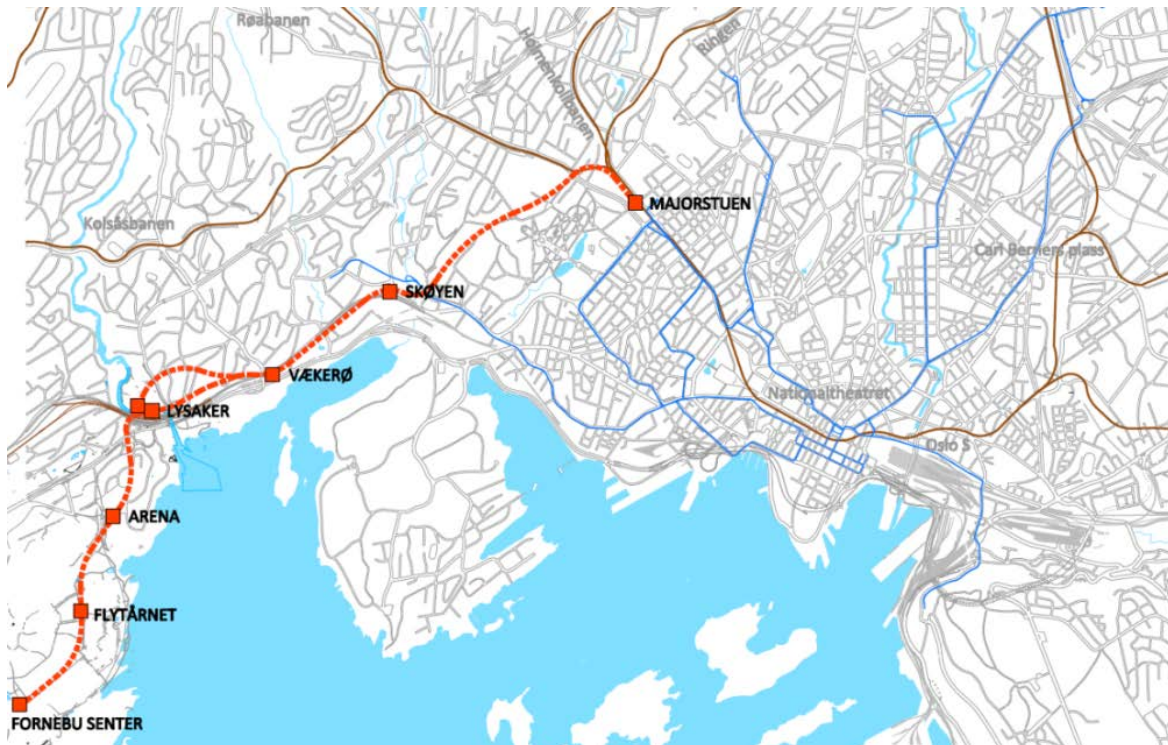 Røabanen
Holmenkollbanen
Ringen
MAJORSTUEN
Kolsåsbanen
Carl Berners plass
SKØYEN
VÆKERØ
Nationaltheatret
LYSAKER
Oslo S
ARENA
FLYTÅRNET
FORNEBU SENTER